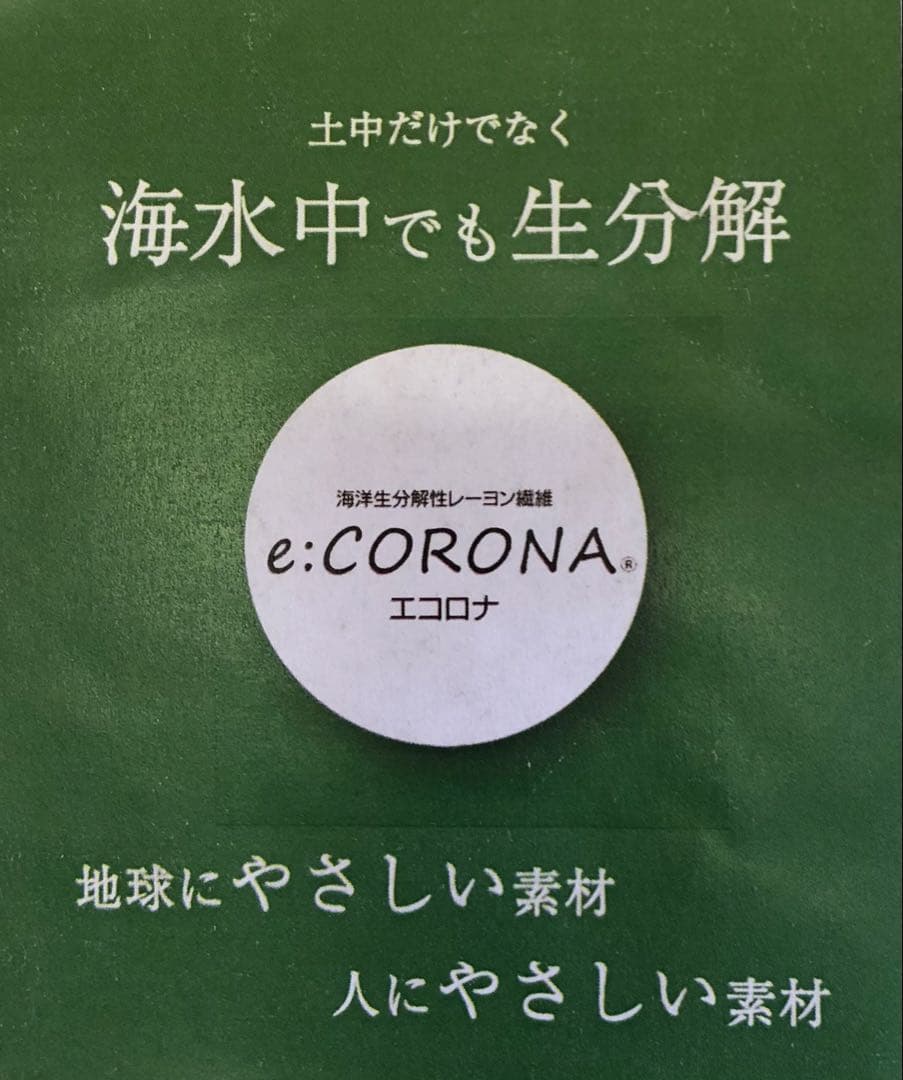 土中だけでなく
海水中でも生分解
海洋生分解性レーヨン繊維
e:CORONA®
エコロナ
地球にやさしい素材
人にやさしい素材